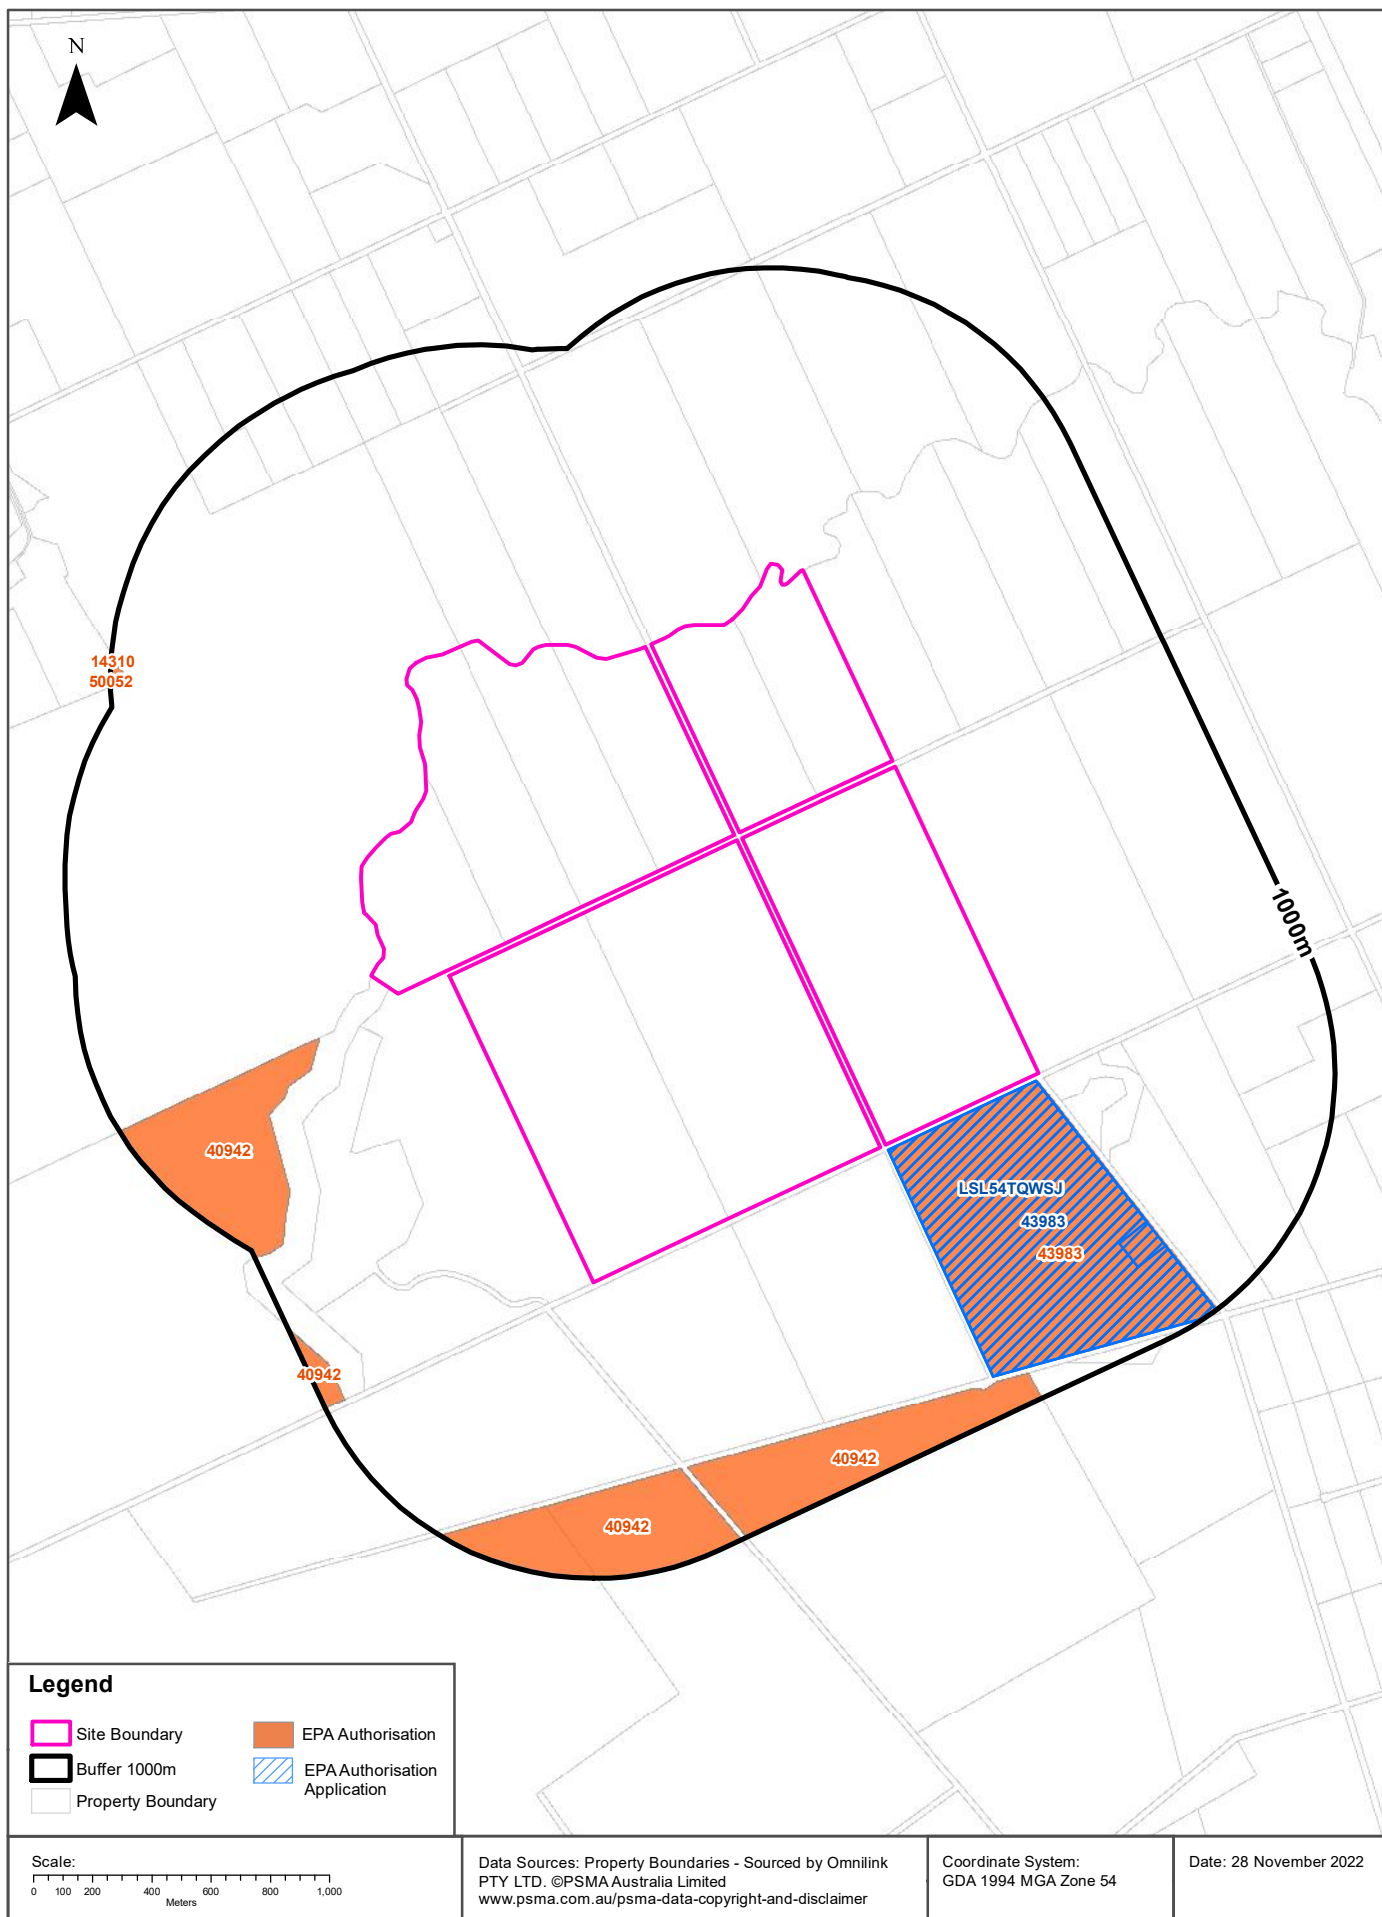 N
14310
50052
1000m
40942
LSL54TQWSJ
43983
43983
40942
40942
40942
Legend
Site Boundary
EPA Authorisation
Buffer 1000m
EPA Authorisation
Application
Property Boundary
Scale:
0 100 200 400 600 800 1,000
Meters
Data Sources: Property Boundaries - Sourced by Omnilink
PTY LTD. ©PSMA Australia Limited
www.psma.com.au/psma-data-copyright-and-disclaimer
Coordinate System:
GDA 1994 MGA Zone 54
Date: 28 November 2022